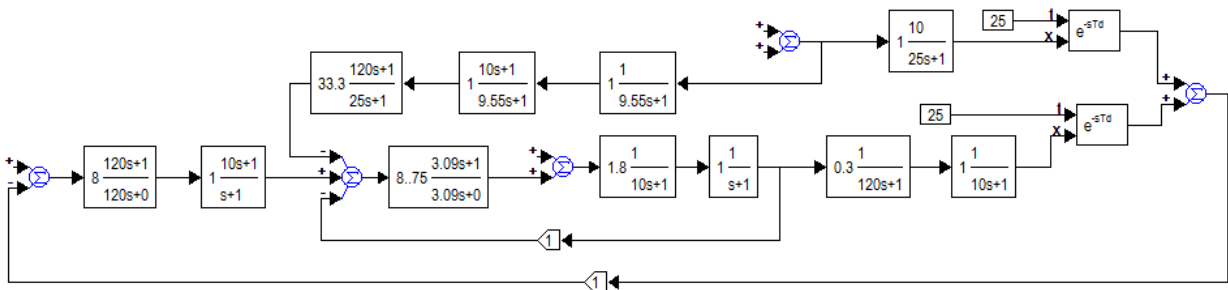 +
+
Σ
1 10
25s+1
25
1
x
e-sTd
33.3 120s+1
25s+1
1 10s+1
9.55s+1
1 1
9.55s+1
+
+
Σ
25
1
x
e-sTd
+
-
Σ
8 120s+1
120s+0
1 10s+1
s+1
-
+
-
Σ
8..75 3.09s+1
3.09s+0
+
+
Σ
1.8 1
10s+1
1 1
s+1
0.3 1
120s+1
1 1
10s+1
1
1